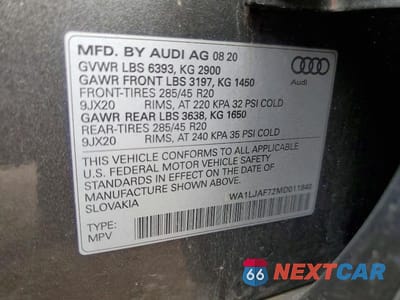 MFD. BY AUDI AG 08 20
GVWR LBS 6393, KG 2900
GAWR FRONT LBS 3197, KG 1450
FRONT-TIRES 285/45 R20
9JX20 RIMS, AT 220 KPA 32 PSI COLD
GAWR REAR LBS 3638, KG 1650
REAR-TIRES 285/45 R20
9JX20 RIMS, AT 240 KPA 35 PSI COLD
Audi
THIS VEHICLE CONFORMS TO ALL APPLICABLE
U.S. FEDERAL MOTOR VEHICLE SAFETY
STANDARDS IN EFFECT ON THE DATE OF
MANUFACTURE SHOWN ABOVE.
SLOVAKIA
WA1LJAF72MD011848
TYPE:
MPV
66 NEXTCAR